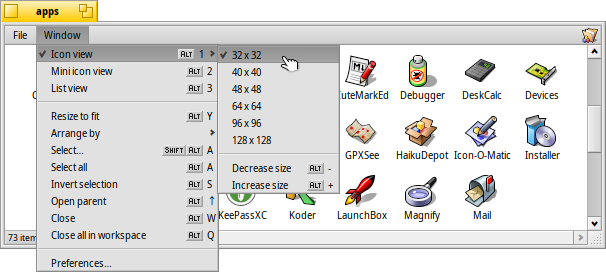 apps
File Window
Icon view ALT 1
Mini icon view ALT 2
List view ALT 3
Resize to fit ALT Y
Arrange by
Select... SHIFT ALT A
Select all ALT A
Invert selection ALT S
Open parent ALT ↑
Close ALT W
Close all in workspace ALT Q
Preferences...
32 x 32
40 x 40
48 x 48
64 x 64
96 x 96
128 x 128
Decrease size ALT -
Increase size ALT +
CuteMarkEd Debugger DeskCalc Devices
GPXSee HaikuDepot Icon-O-Matic Installer
KeePassXC Koder LaunchBox Magnify Mail
73 item